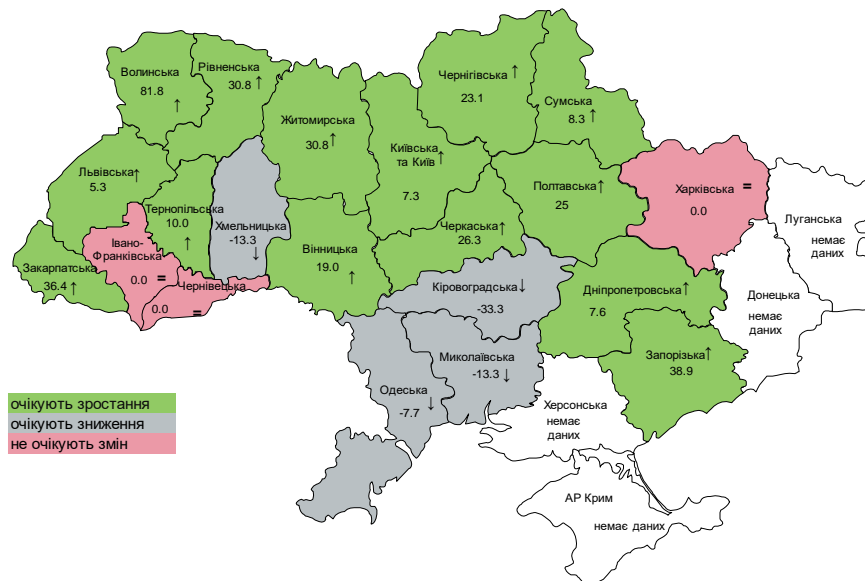 Волинська
81.8
↑
Рівненська
30.8 ↑
Житомирська
30.8 ↑
Чернігівська ↑
23.1
Сумська
8.3 ↑
Київська ↑
та Київ
7.3
Львівська ↑
5.3
Тернопільська
10.0
↑
Хмельницька
-13.3
↓
Полтавська ↑
25
Харківська =
0.0
Луганська
немає
даних
Черкаська ↑
26.3
Вінницька
19.0 ↑
Івано-
Франківська
0.0 =
Закарпатська
36.4 ↑
Чернівецька
0.0 =
Кіровоградська ↓
-33.3
Дніпропетровська ↑
7.6
Донецька
немає
даних
Миколаївська
-13.3 ↓
Запорізька ↑
38.9
Одеська
-7.7 ↓
Херсонська
немає
даних
АР Крим
немає даних
очікують зростання
очікують зниження
не очікують змін